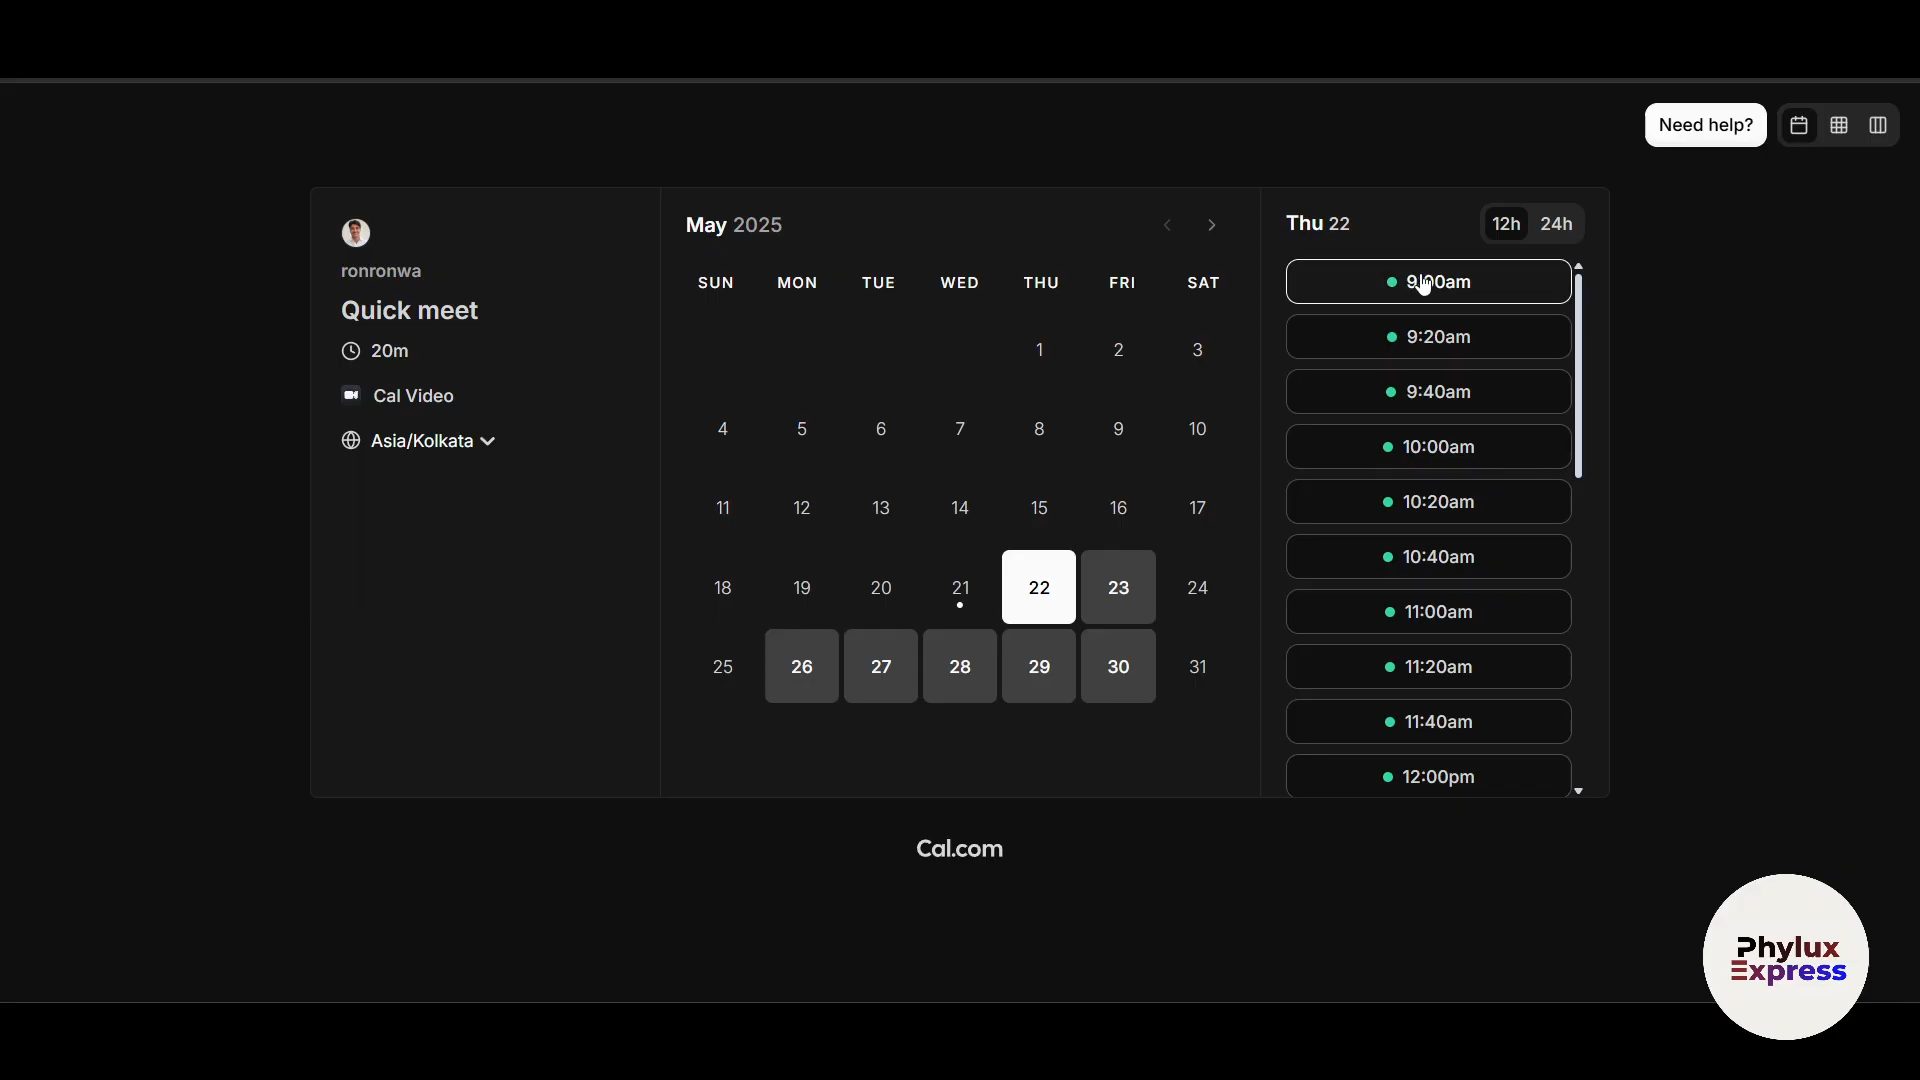 Need help?
ronronwa
Quick meet
20m
Cal Video
Asia/Kolkata
May 2025
SUN MON TUE WED THU FRI SAT
1 2 3
4 5 6 7 8 9 10
11 12 13 14 15 16 17
18 19 20 21 22 23 24
25 26 27 28 29 30 31
Thu 22
12h 24h
9:00am
9:20am
9:40am
10:00am
10:20am
10:40am
11:00am
11:20am
11:40am
12:00pm
Cal.com
Phylux
Express